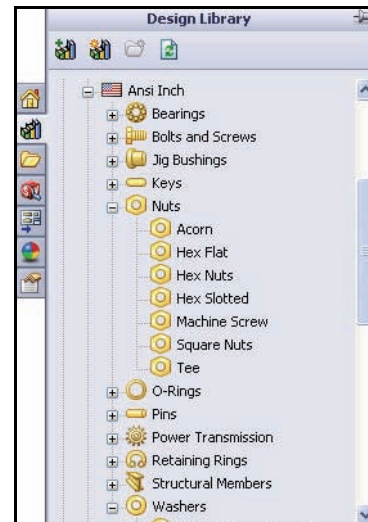 Design Library
Ansi Inch
Bearings
Bolts and Screws
Jig Bushings
Keys
Nuts
Acorn
Hex Flat
Hex Nuts
Hex Slotted
Machine Screw
Square Nuts
Tee
O-Rings
Pins
Power Transmission
Retaining Rings
Structural Members
Washers